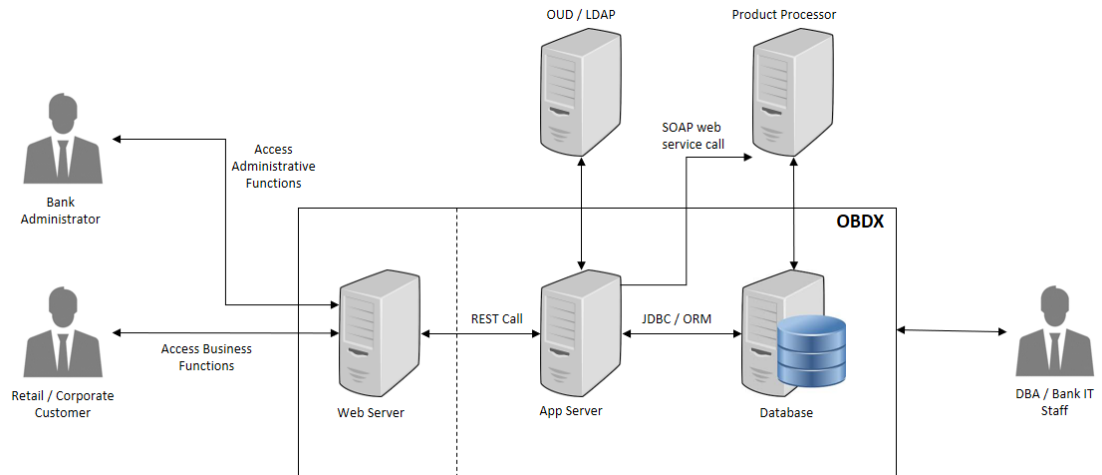 OUD / LDAP
Product Processor
SOAP web
service call
Access
Administrative
Functions
Bank
Administrator
OBDX
REST Call
JDBC / ORM
Access Business
Functions
Retail / Corporate
Customer
Web Server
App Server
Database
DBA / Bank IT
Staff